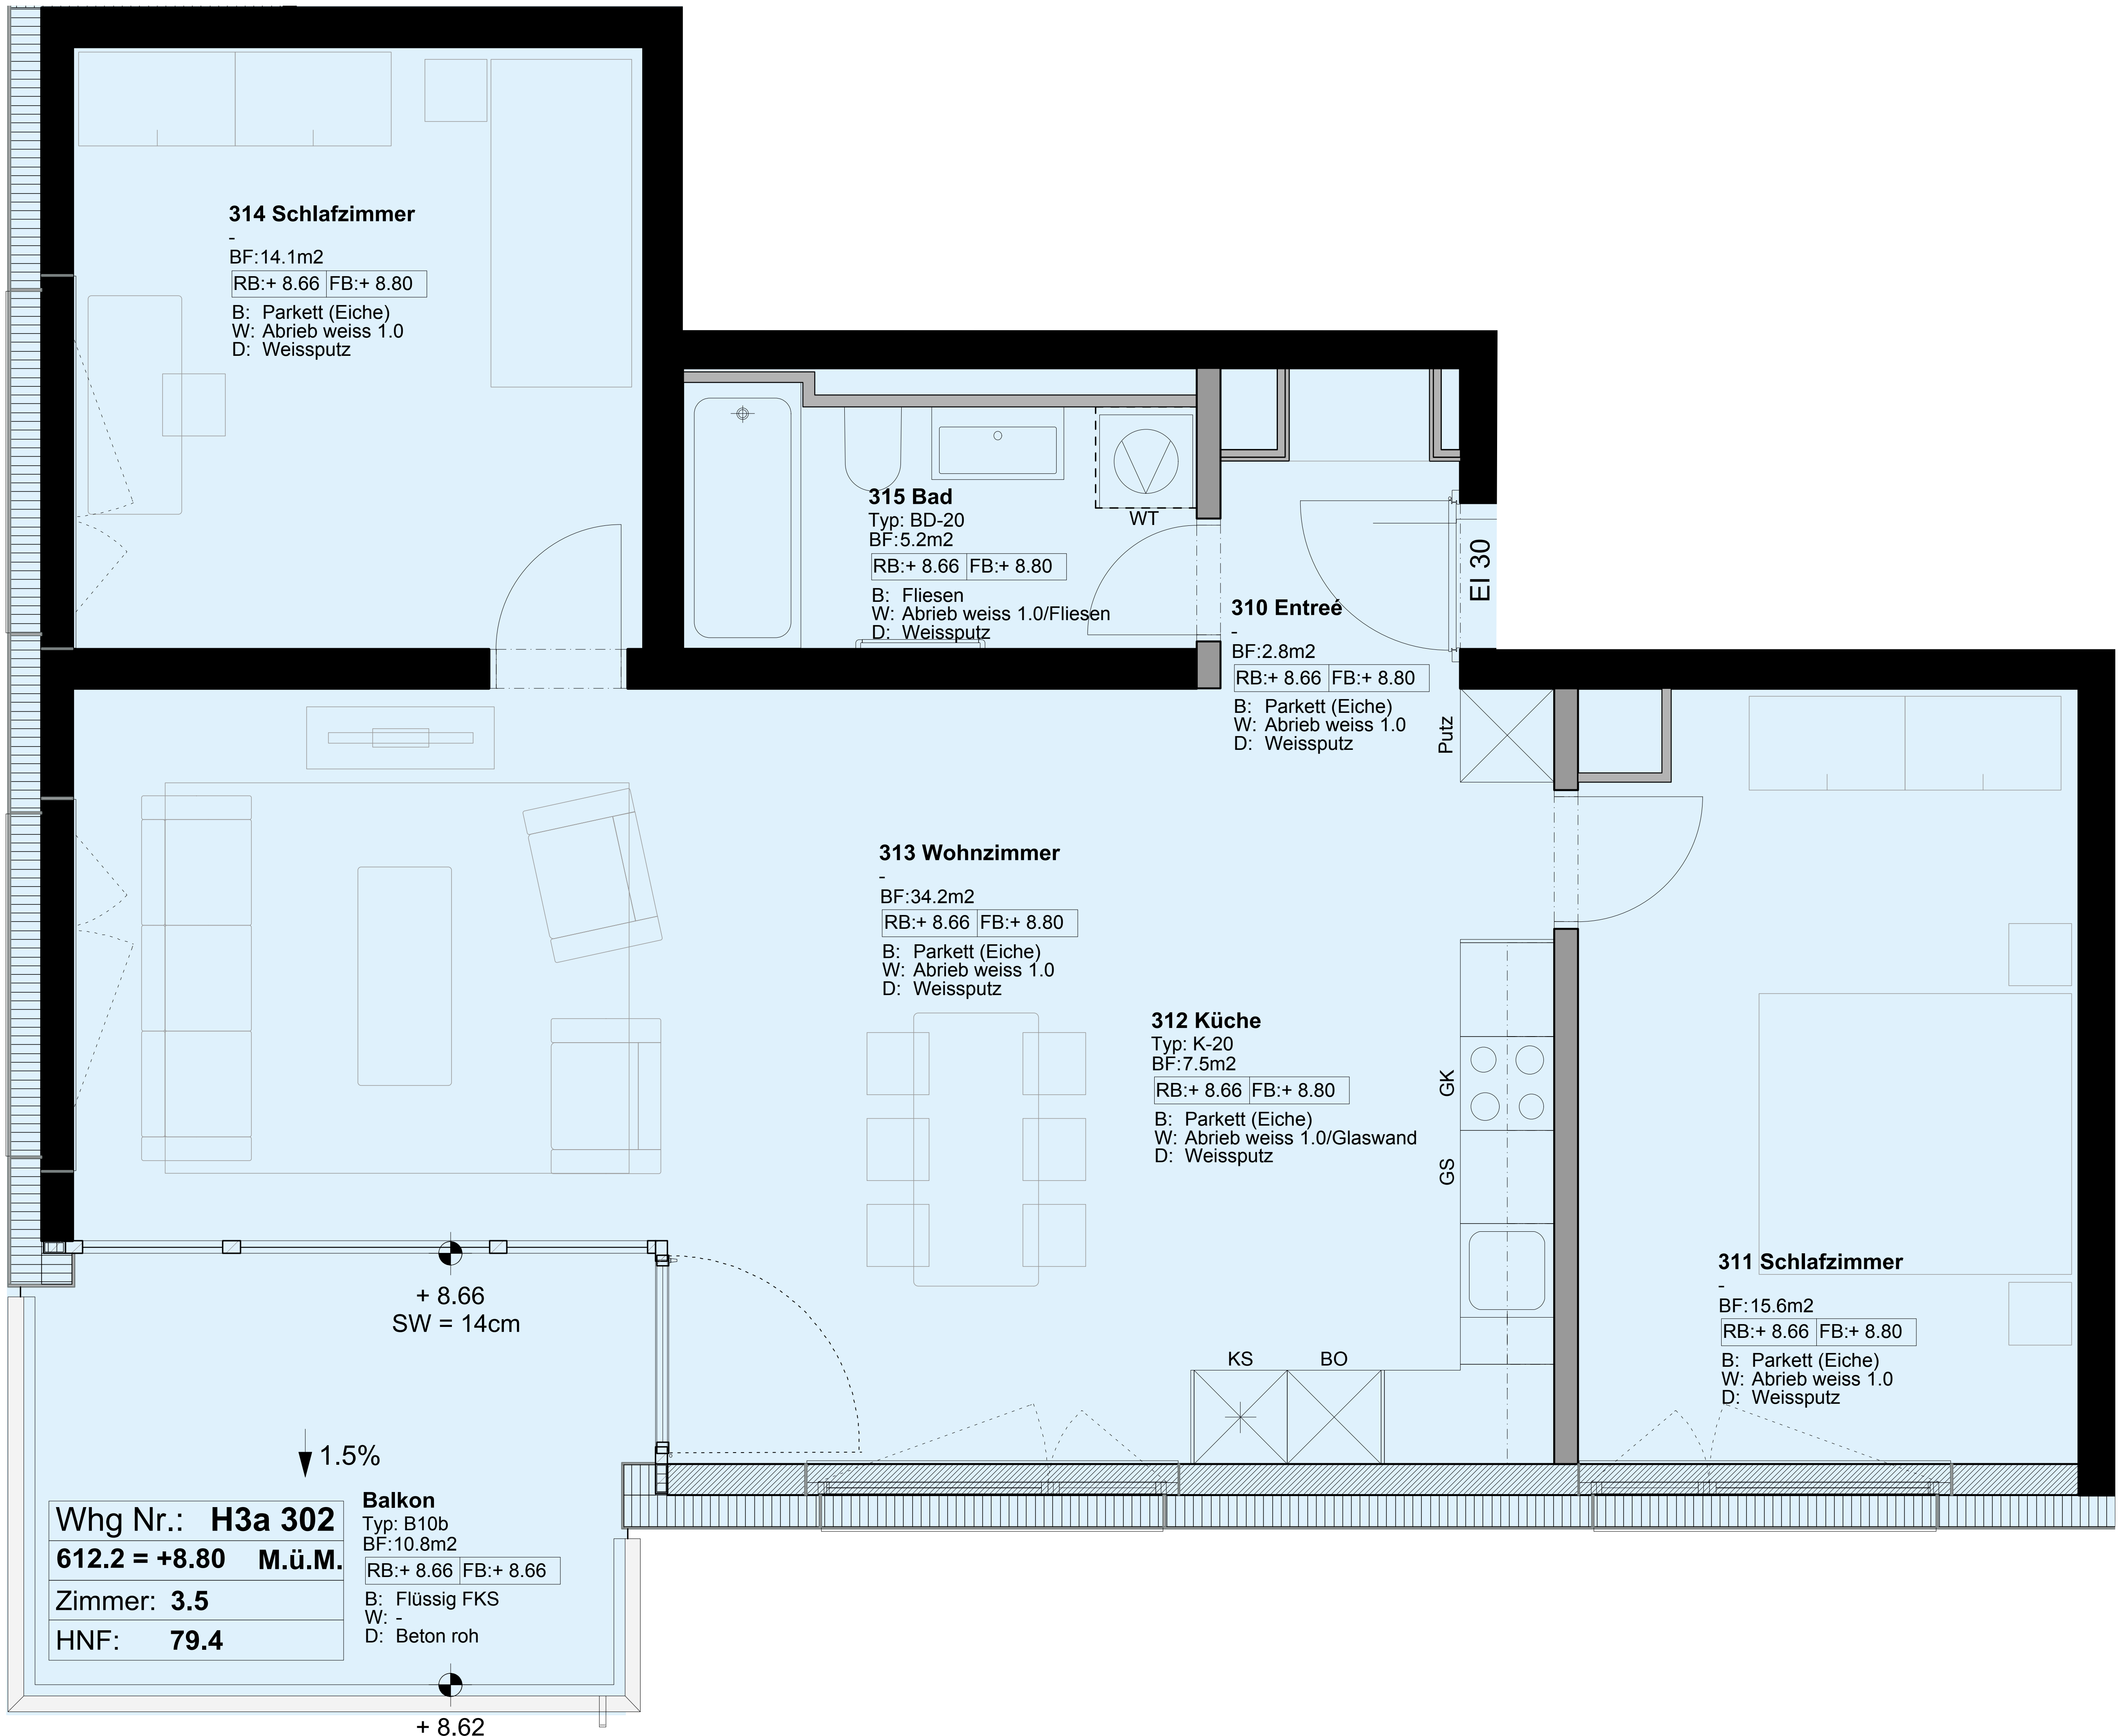 314 Schlafzimmer
-
BF:14.1m2
RB:+ 8.66 FB:+ 8.80
B: Parkett (Eiche)
W: Abrieb weiss 1.0
D: Weissputz
315 Bad
Typ: BD-20
BF:5.2m2
RB:+ 8.66 FB:+ 8.80
B: Fliesen
W: Abrieb weiss 1.0/Fliesen
D: Weissputz
WT
EI 30
310 Entreé
-
BF:2.8m2
RB:+ 8.66 FB:+ 8.80
B: Parkett (Eiche)
W: Abrieb weiss 1.0
D: Weissputz
Putz
313 Wohnzimmer
-
BF:34.2m2
RB:+ 8.66 FB:+ 8.80
B: Parkett (Eiche)
W: Abrieb weiss 1.0
D: Weissputz
312 Küche
Typ: K-20
BF:7.5m2
RB:+ 8.66 FB:+ 8.80
B: Parkett (Eiche)
W: Abrieb weiss 1.0/Glaswand
D: Weissputz
GK
GS
KS
BO
311 Schlafzimmer
-
BF:15.6m2
RB:+ 8.66 FB:+ 8.80
B: Parkett (Eiche)
W: Abrieb weiss 1.0
D: Weissputz
+ 8.66
SW = 14cm
1.5%
Whg Nr.: H3a 302
612.2 = +8.80 M.ü.M.
Zimmer: 3.5
HNF: 79.4
Balkon
Typ: B10b
BF:10.8m2
RB:+ 8.66 FB:+ 8.66
B: Flüssig FKS
W: -
D: Beton roh
+ 8.62